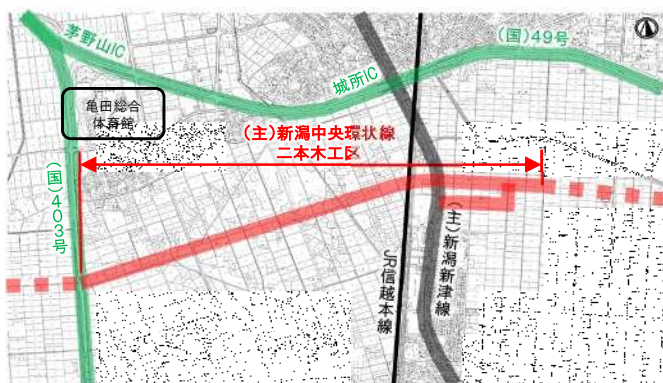 茅野山IC
城所IC
(国)49号
亀田総合
体育館
(主)新潟中央環状線
二本木工区
(国)403号
(主)新潟新津線
JR信越本線